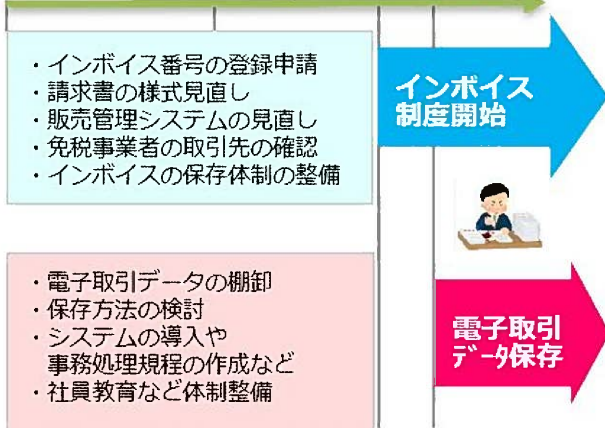 ・インボイス番号の登録申請
・請求書の様式見直し
・販売管理システムの見直し
・免税事業者の取引先の確認
・インボイスの保存体制の整備
インボイス
制度開始
・電子取引データの棚卸
・保存方法の検討
・システムの導入や
事務処理規程の作成など
・社員教育など体制整備
電子取引
データ保存